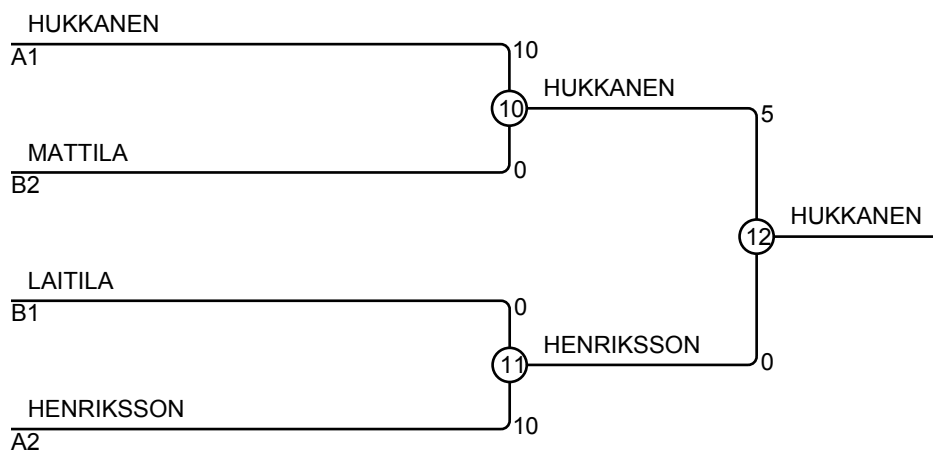 HUKKANEN
A1
10
10
HUKKANEN
5
MATTILA
B2
0
12
HUKKANEN
LAITILA
B1
0
11
HENRIKSSON
0
HENRIKSSON
A2
10